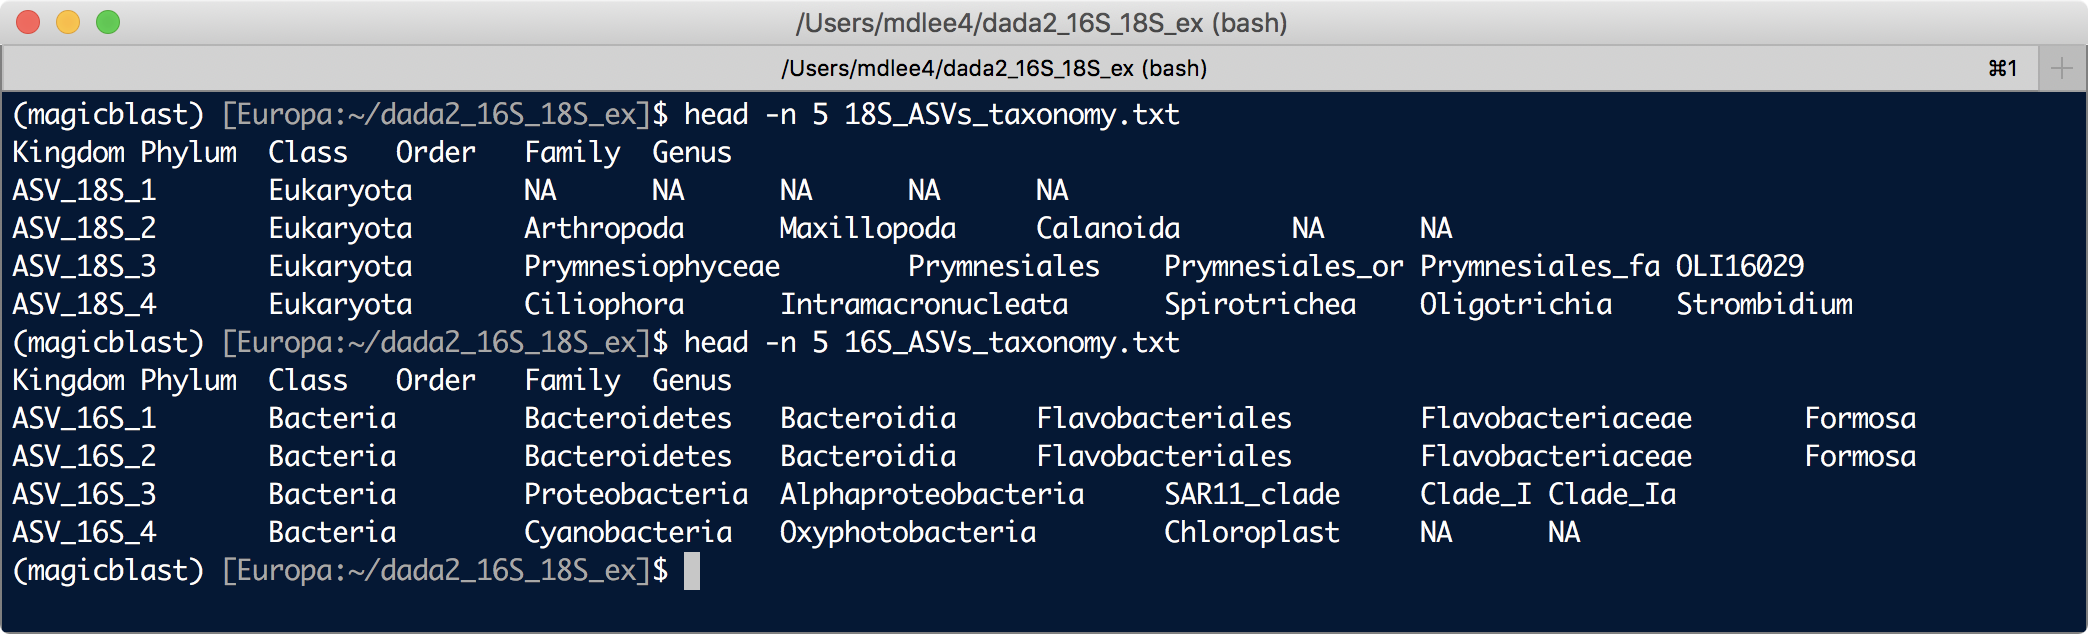 /Users/mdlee4/dada2_16S_18S_ex (bash)
/Users/mdlee4/dada2_16S_18S_ex (bash) ⌘1 +
(magicblast) [Europa:~/dada2_16S_18S_ex]$ head -n 5 18S_ASVs_taxonomy.txt
Kingdom Phylum  Class   Order   Family  Genus
ASV_18S_1       Eukaryota       NA      NA      NA      NA      NA
ASV_18S_2       Eukaryota       Arthropoda      Maxillopoda     Calanoida       NA      NA
ASV_18S_3       Eukaryota       Prymnesiophyceae        Prymnesiales    Prymnesiales_or Prymnesiales_fa OLI16029
ASV_18S_4       Eukaryota       Ciliophora      Intramacronucleata      Spirotrichea    Oligotrichia    Strombidium
(magicblast) [Europa:~/dada2_16S_18S_ex]$ head -n 5 16S_ASVs_taxonomy.txt
Kingdom Phylum  Class   Order   Family  Genus
ASV_16S_1       Bacteria        Bacteroidetes   Bacteroidia     Flavobacteriales        Flavobacteriaceae       Formosa
ASV_16S_2       Bacteria        Bacteroidetes   Bacteroidia     Flavobacteriales        Flavobacteriaceae       Formosa
ASV_16S_3       Bacteria        Proteobacteria  Alphaproteobacteria     SAR11_clade     Clade_I Clade_Ia
ASV_16S_4       Bacteria        Cyanobacteria   Oxyphotobacteria        Chloroplast     NA      NA
(magicblast) [Europa:~/dada2_16S_18S_ex]$